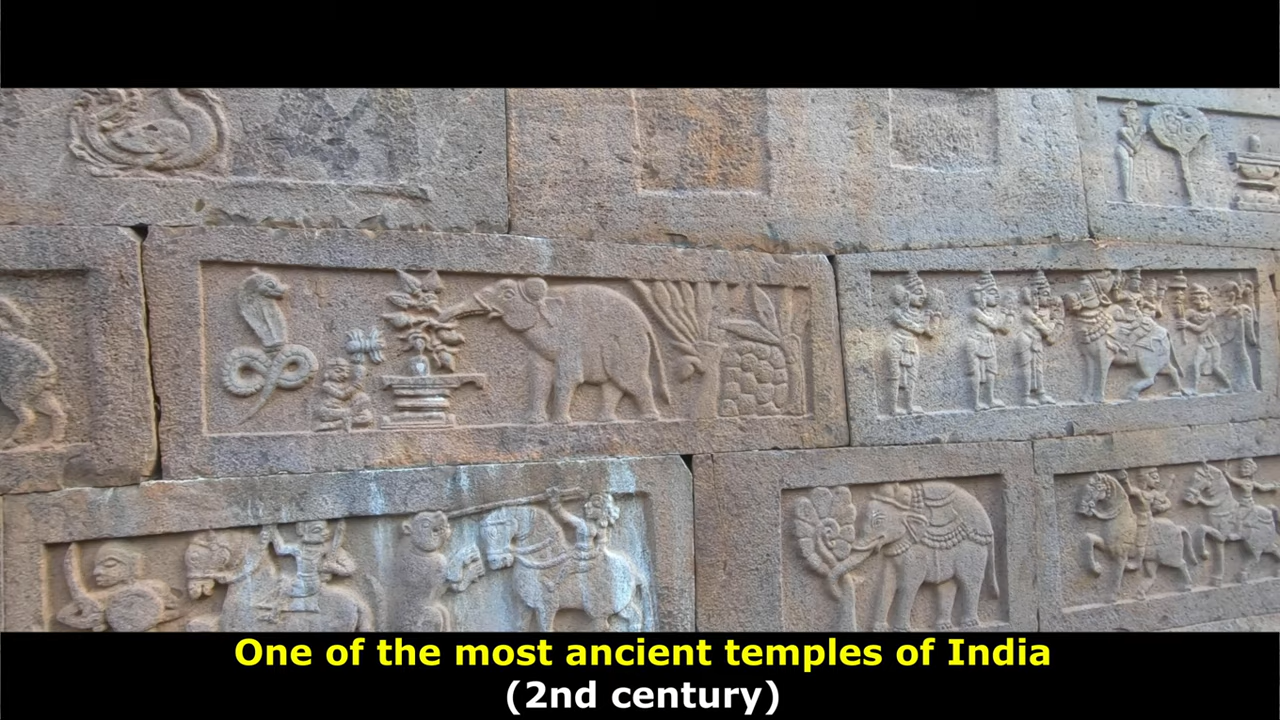 One of the most ancient temples of India
(2nd century)